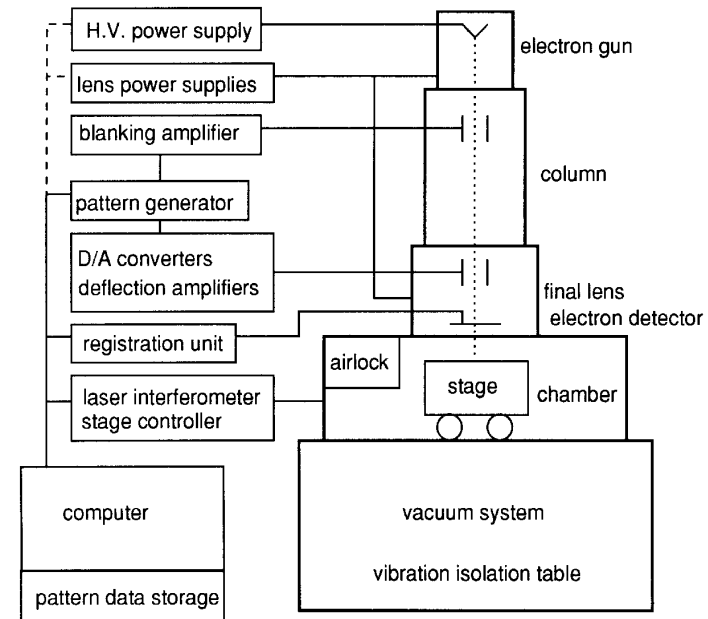 H.V. power supply
electron gun
lens power supplies
blanking amplifier
column
pattern generator
D/A converters
deflection amplifiers
final lens
electron detector
registration unit
airlock
laser interferometer
stage controller
stage
chamber
computer
vacuum system
vibration isolation table
pattern data storage